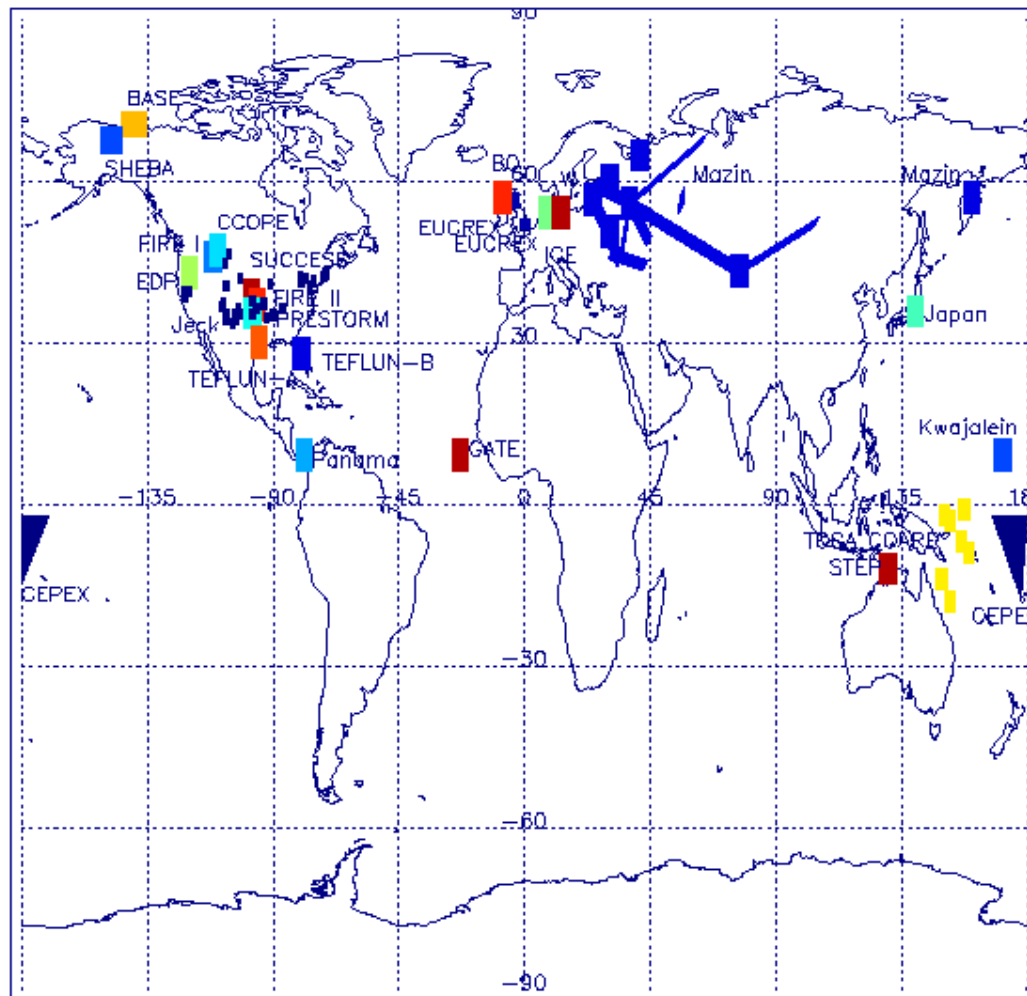 90
BASE
SHEBA
60
BO
Mazin
Mazin
CCOPE
EUCREX
FIRE I
EUCREX
SUCCESS
ICE
EDP
FIRE II
Jeck
PRESTORM
Japan
30
TEFLUN-A
TEFLUN-B
Kwajalein
Panama
GATE
-135
-90
-45
0
45
90
135
18
TOGA COARE
STEP
CEPEX
CEPE
-30
-60
-90